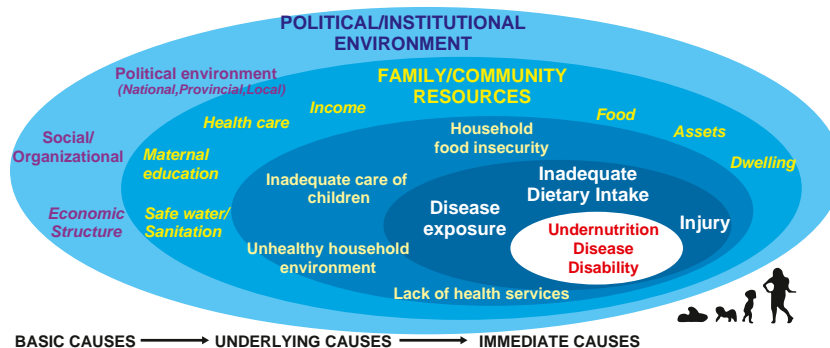 POLITICAL/INSTITUTIONAL
ENVIRONMENT
Political environment
(National,Provincial,Local)
FAMILY/COMMUNITY
RESOURCES
Income
Food
Health care
Assets
Social/
Organizational
Household
food insecurity
Maternal
education
Dwelling
Inadequate care of
children
Inadequate
Dietary Intake
Economic
Structure
Safe water/
Sanitation
Disease
exposure
Injury
Undernutrition
Disease
Disability
Unhealthy household
environment
Lack of health services
BASIC CAUSES
UNDERLYING CAUSES
IMMEDIATE CAUSES